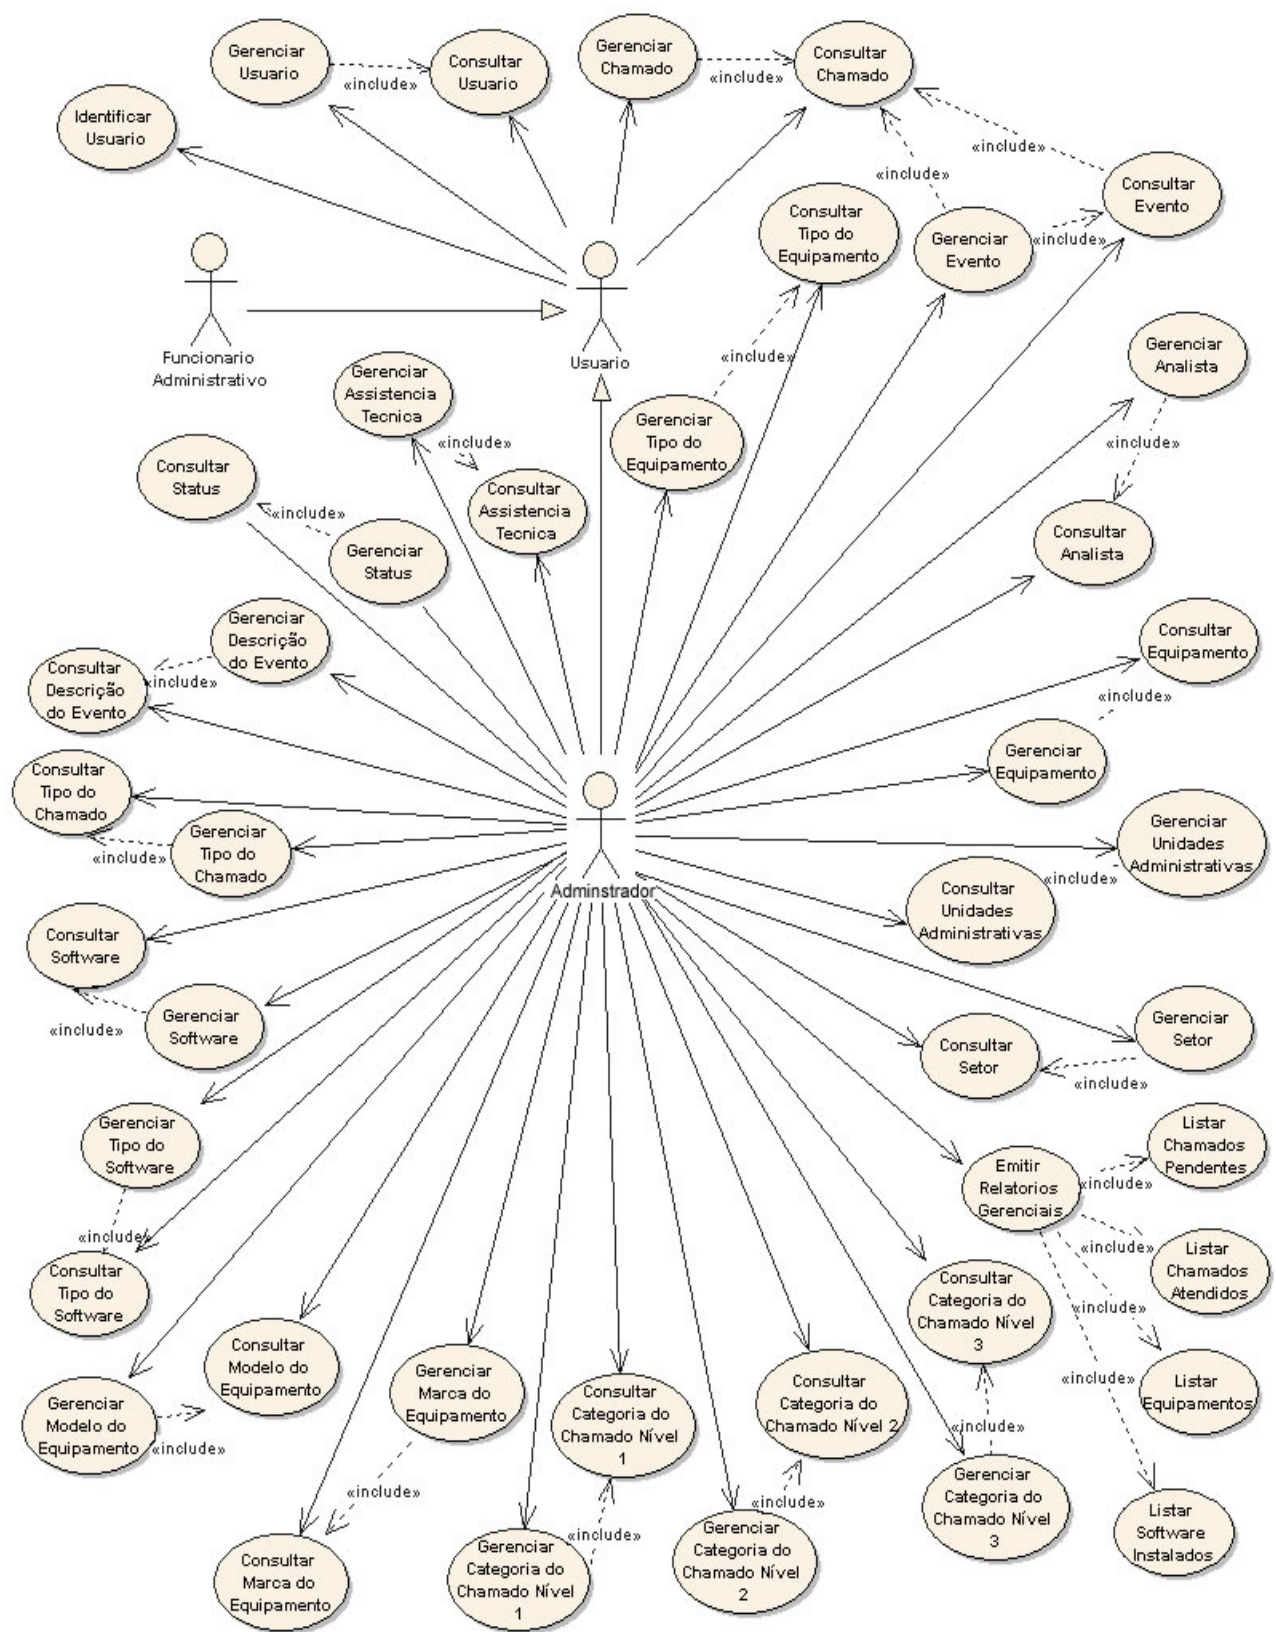 Gerenciar
Usuario
«include»
Consultar
Usuario
Gerenciar
Chamado
«include»
Consultar
Chamado
Identificar
Usuario
«include»
«include»
Consultar
Evento
Consultar
Tipo do
Equipamento
Gerenciar
Evento
«include»
Funcionario
Administrativo
Usuario
«include»
Gerenciar
Analista
Gerenciar
Assistencia
Tecnica
«include»
Gerenciar
Tipo do
Equipamento
«include»
Consultar
Status
«include»
Consultar
Assistencia
Tecnica
Gerenciar
Status
Consultar
Analista
Gerenciar
Descrição
do Evento
Consultar
Descrição
do Evento
«include»
Consultar
Equipamento
«include»
Gerenciar
Equipamento
Consultar
Tipo do
Chamado
«include»
Gerenciar
Tipo do
Chamado
Adminstrador
Gerenciar
Unidades
Administrativas
«include»
Consultar
Unidades
Administrativas
Consultar
Software
«include»
Gerenciar
Software
Consultar
Setor
Gerenciar
Setor
«include»
Gerenciar
Tipo do
Software
«include»
Consultar
Tipo do
Software
Emitir
Relatorios
Gerenciais
«include»
Listar
Chamados
Pendentes
«include»
Listar
Chamados
Atendidos
«include»
Listar
Equipamentos
«include»
Listar
Software
Instalados
Consultar
Categoria do
Chamado Nível
3
«include»
Gerenciar
Categoria do
Chamado Nível
3
Consultar
Modelo do
Equipamento
Gerenciar
Modelo do
Equipamento
«include»
Gerenciar
Marca do
Equipamento
«include»
Consultar
Marca do
Equipamento
Consultar
Categoria do
Chamado Nível
1
«include»
Gerenciar
Categoria do
Chamado Nível
1
Consultar
Categoria do
Chamado Nível 2
«include»
Gerenciar
Categoria do
Chamado Nível
2